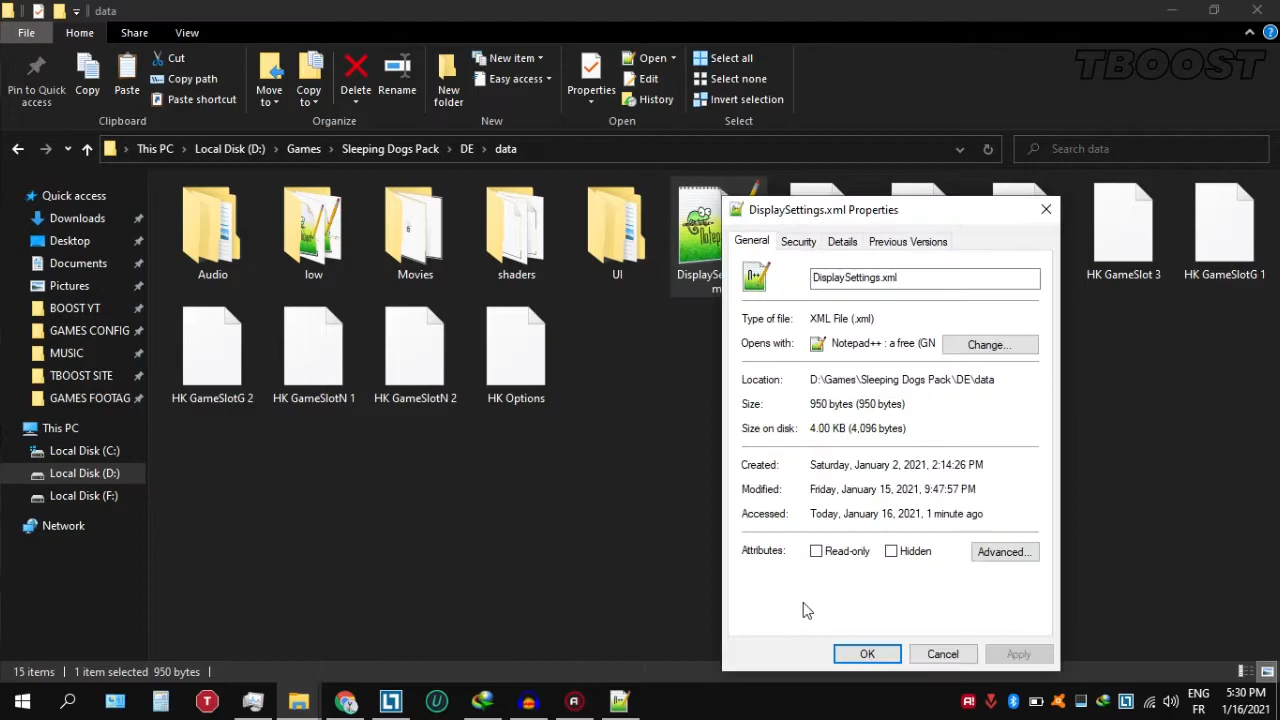 data
File Home Share View
Pin to Quick access
Copy
Paste
Cut
Copy path
Paste shortcut
Clipboard
Move to
Copy to
Delete
Rename
Organize
New folder
New item
Easy access
New
Properties
Open
Edit
History
Open
Select all
Select none
Invert selection
Select
TBOOST
This PC Local Disk (D:) Games Sleeping Dogs Pack DE data
Search data
Quick access
Downloads
Desktop
Documents
Pictures
BOOST YT
GAMES CONFIG
MUSIC
TBOOST SITE
GAMES FOOTAG
This PC
Local Disk (C:)
Local Disk (D:)
Local Disk (F:)
Network
Audio
low
Movies
shaders
UI
HK GameSlot 3
HK GameSlotG 1
HK GameSlotG 2
HK GameSlotN 1
HK GameSlotN 2
HK Options
DisplaySettings.xml Properties
General Security Details Previous Versions
DisplaySettings.xml
Type of file: XML File (.xml)
Opens with: Notepad++ : a free (GN Change...
Location: D:\Games\Sleeping Dogs Pack\DE\data
Size: 950 bytes (950 bytes)
Size on disk: 4.00 KB (4,096 bytes)
Created: Saturday, January 2, 2021, 2:14:26 PM
Modified: Friday, January 15, 2021, 9:47:57 PM
Accessed: Today, January 16, 2021, 1 minute ago
Attributes: Read-only Hidden Advanced...
OK Cancel Apply
15 items 1 item selected 950 bytes
ENG
FR
5:30 PM
1/16/2021